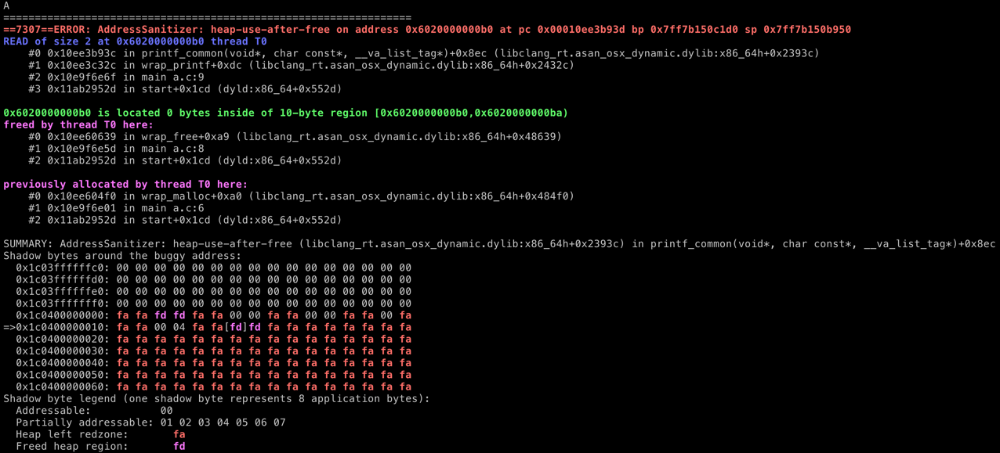 A
=================================================================
==7307==ERROR: AddressSanitizer: heap-use-after-free on address 0x6020000000b0 at pc 0x00010ee3b93d bp 0x7ff7b150c1d0 sp 0x7ff7b150b950
READ of size 2 at 0x6020000000b0 thread T0
    #0 0x10ee3b93c in printf_common(void*, char const*, __va_list_tag*)+0x8ec (libclang_rt.asan_osx_dynamic.dylib:x86_64h+0x2393c)
    #1 0x10ee3c32c in wrap_printf+0xdc (libclang_rt.asan_osx_dynamic.dylib:x86_64h+0x2432c)
    #2 0x10e9f6e6f in main a.c:9
    #3 0x11ab2952d in start+0x1cd (dyld:x86_64+0x552d)

0x6020000000b0 is located 0 bytes inside of 10-byte region [0x6020000000b0,0x6020000000ba)
freed by thread T0 here:
    #0 0x10ee60639 in wrap_free+0xa9 (libclang_rt.asan_osx_dynamic.dylib:x86_64h+0x48639)
    #1 0x10e9f6e5d in main a.c:8
    #2 0x11ab2952d in start+0x1cd (dyld:x86_64+0x552d)

previously allocated by thread T0 here:
    #0 0x10ee604f0 in wrap_malloc+0xa0 (libclang_rt.asan_osx_dynamic.dylib:x86_64h+0x484f0)
    #1 0x10e9f6e01 in main a.c:6
    #2 0x11ab2952d in start+0x1cd (dyld:x86_64+0x552d)

SUMMARY: AddressSanitizer: heap-use-after-free (libclang_rt.asan_osx_dynamic.dylib:x86_64h+0x2393c) in printf_common(void*, char const*, __va_list_tag*)+0x8ec
Shadow bytes around the buggy address:
  0x1c03ffffffc0: 00 00 00 00 00 00 00 00 00 00 00 00 00 00 00 00
  0x1c03ffffffd0: 00 00 00 00 00 00 00 00 00 00 00 00 00 00 00 00
  0x1c03ffffffe0: 00 00 00 00 00 00 00 00 00 00 00 00 00 00 00 00
  0x1c03fffffff0: 00 00 00 00 00 00 00 00 00 00 00 00 00 00 00 00
  0x1c0400000000: fa fa fd fd fa fa 00 00 fa fa 00 00 fa fa 00 fa
=>0x1c0400000010: fa fa 00 04 fa fa[fd]fd fa fa fa fa fa fa fa fa
  0x1c0400000020: fa fa fa fa fa fa fa fa fa fa fa fa fa fa fa fa
  0x1c0400000030: fa fa fa fa fa fa fa fa fa fa fa fa fa fa fa fa
  0x1c0400000040: fa fa fa fa fa fa fa fa fa fa fa fa fa fa fa fa
  0x1c0400000050: fa fa fa fa fa fa fa fa fa fa fa fa fa fa fa fa
  0x1c0400000060: fa fa fa fa fa fa fa fa fa fa fa fa fa fa fa fa
Shadow byte legend (one shadow byte represents 8 application bytes):
  Addressable:           00
  Partially addressable: 01 02 03 04 05 06 07
  Heap left redzone:       fa
  Freed heap region:       fd